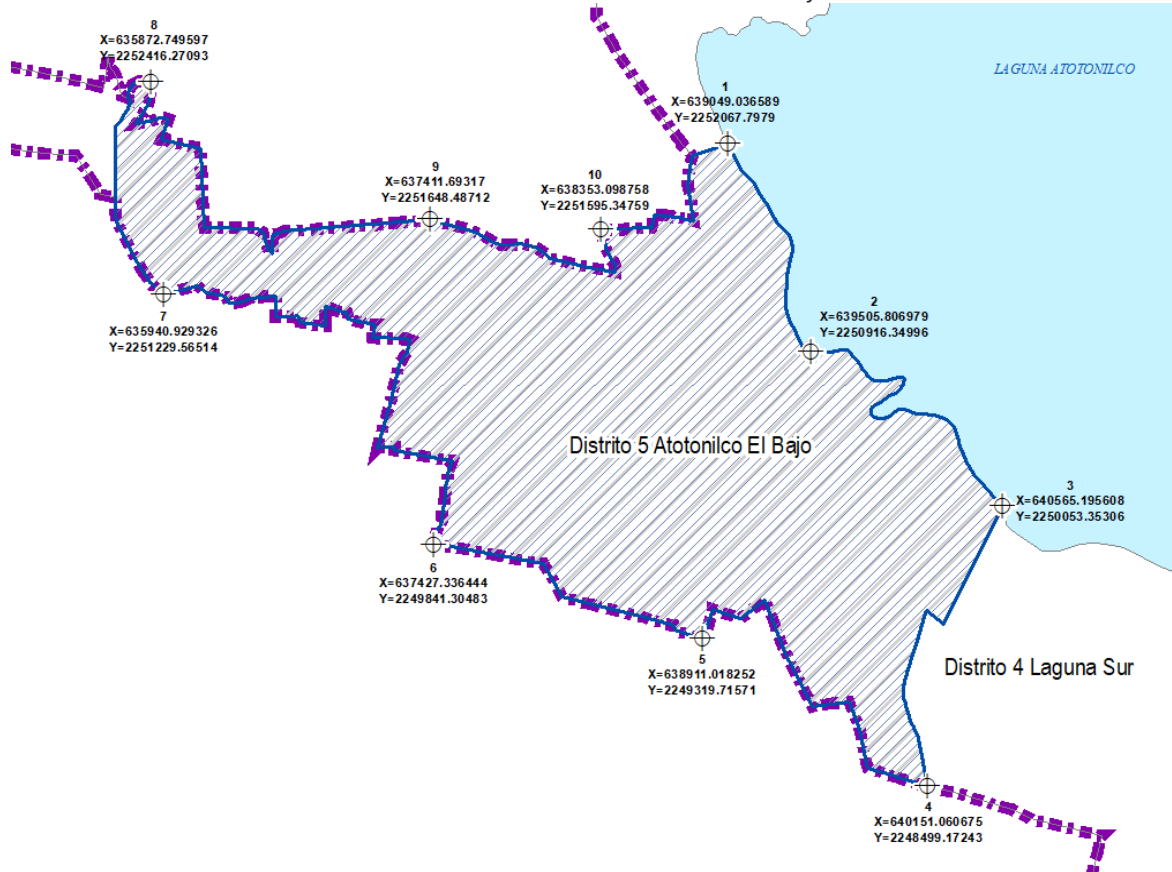 8
X=635872.749597
Y=2252416.27093
LAGUNA ATOTONILCO
1
X=639049.036589
Y=2252067.7979
9
X=637411.69317
Y=2251648.48712
10
X=638353.098758
Y=2251595.34759
7
X=635940.929326
Y=2251229.56514
2
X=639505.806979
Y=2250916.34996
Distrito 5 Atotonilco El Bajo
3
X=640565.195608
Y=2250053.35306
6
X=637427.336444
Y=2249841.30483
5
X=638911.018252
Y=2249319.71571
Distrito 4 Laguna Sur
4
X=640151.060675
Y=2248499.17243